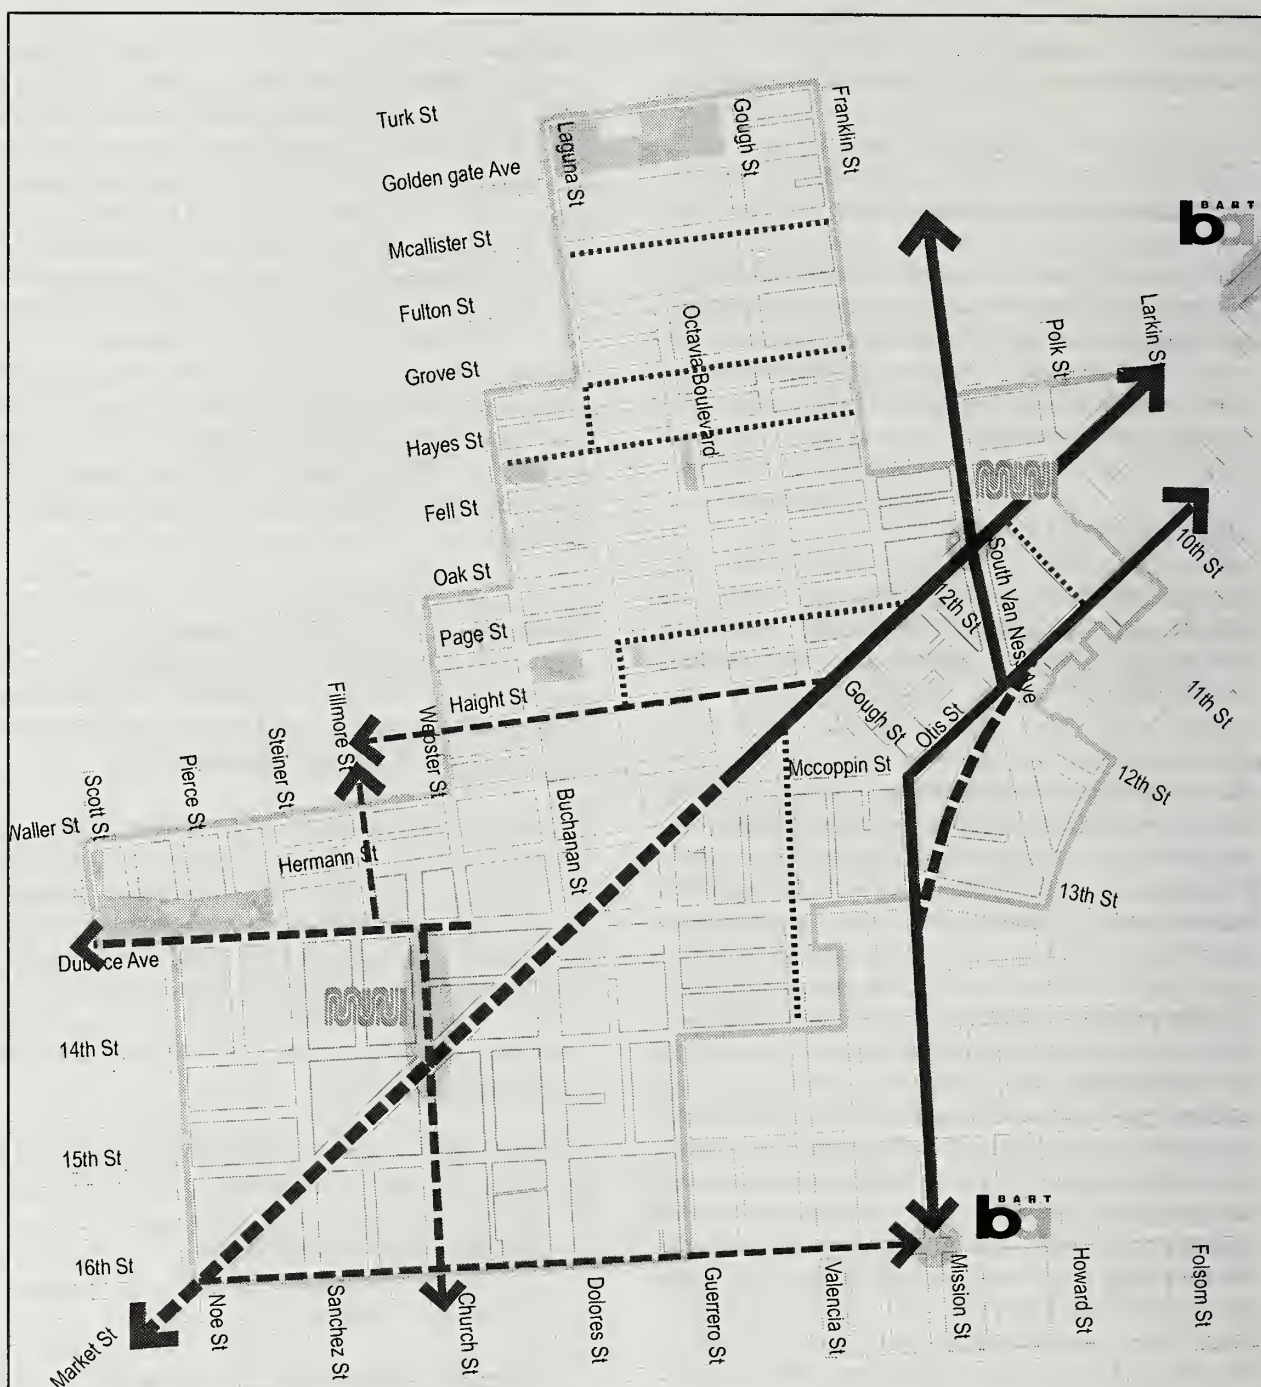 Turk St
Golden gate Ave
Mcallister St
Fulton St
Grove St
Hayes St
Fell St
Oak St
Page St
Haight St
Laguna St
Gough St
Franklin St
Octavia Boulevard
BART
Polk St
Larkin S
MUNI
10th St
11th St
12th St
13th St
South Van Ness Ave
12th St
Gough St
Otis St
Mccoppin St
Fillmore St
Webster St
Steiner St
Pierce St
Scott St
Waller St
Hermann St
Buchanan St
Duboce Ave
MUNI
14th St
15th St
16th St
Market St
Noe St
Sanchez St
Church St
Dolores St
Guerrero St
Valencia St
BART
Mission St
Howard St
Folsom St